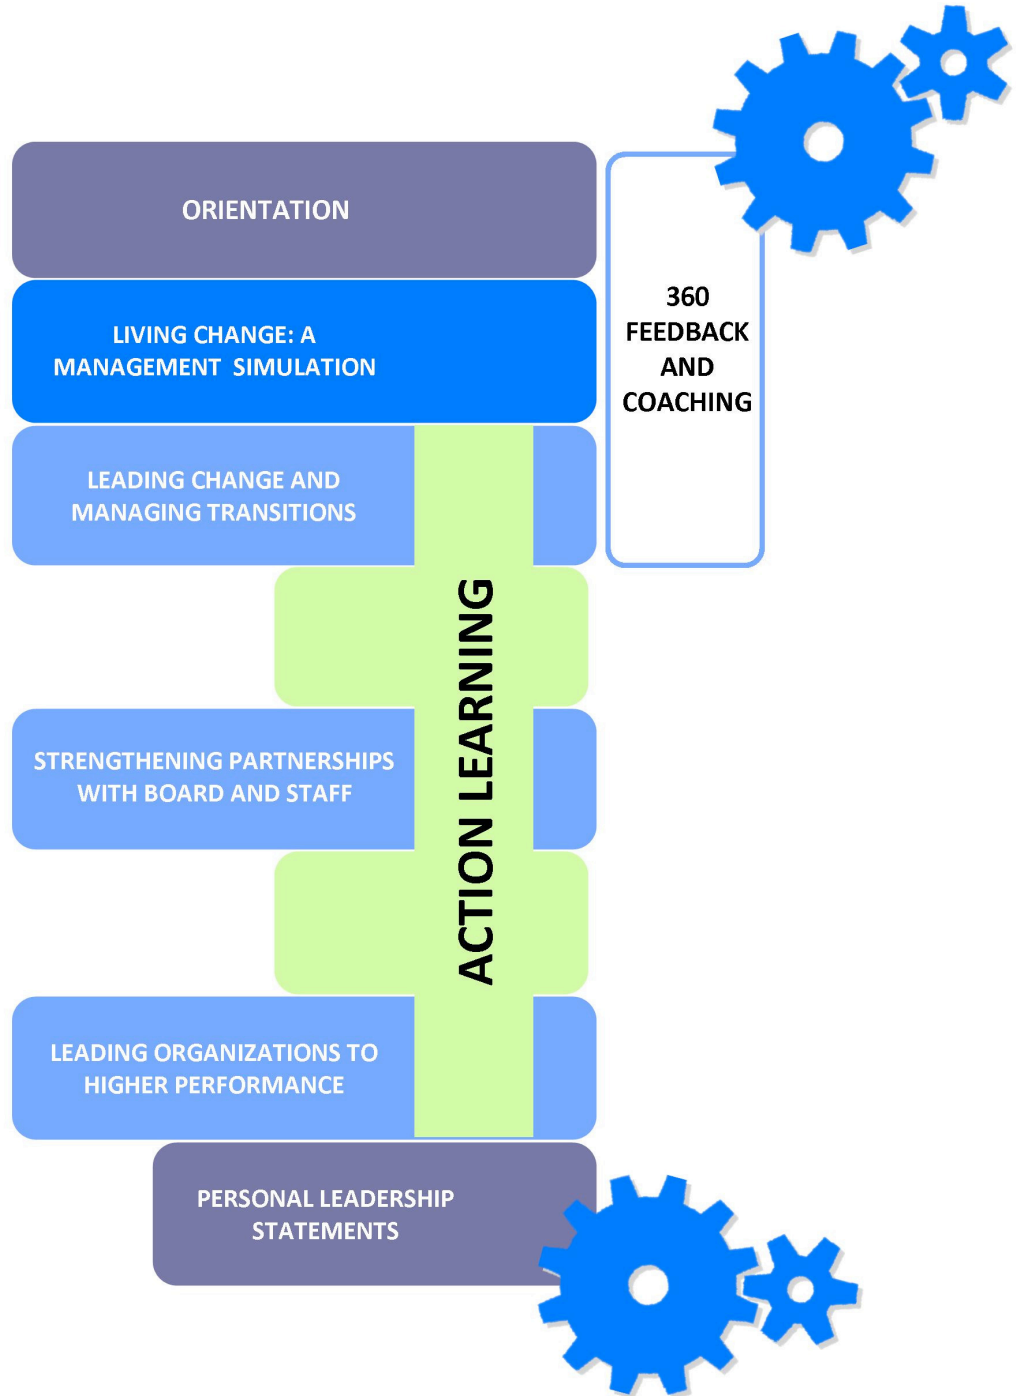 ORIENTATION
LIVING CHANGE: A
MANAGEMENT SIMULATION
360
FEEDBACK
AND
COACHING
LEADING CHANGE AND
MANAGING TRANSITIONS
ACTION LEARNING
STRENGTHENING PARTNERSHIPS
WITH BOARD AND STAFF
LEADING ORGANIZATIONS TO
HIGHER PERFORMANCE
PERSONAL LEADERSHIP
STATEMENTS